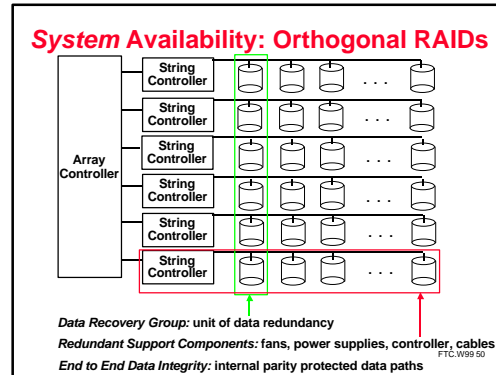 System Availability: Orthogonal RAIDs
Array
Controller
String
Controller
. . .
String
Controller
. . .
String
Controller
. . .
String
Controller
. . .
String
Controller
. . .
String
Controller
. . .
Data Recovery Group: unit of data redundancy
Redundant Support Components: fans, power supplies, controller, cables
FTC.W99 50
End to End Data Integrity: internal parity protected data paths